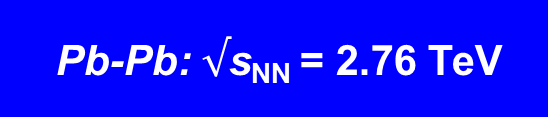 Pb-Pb: √sNN = 2.76 TeV